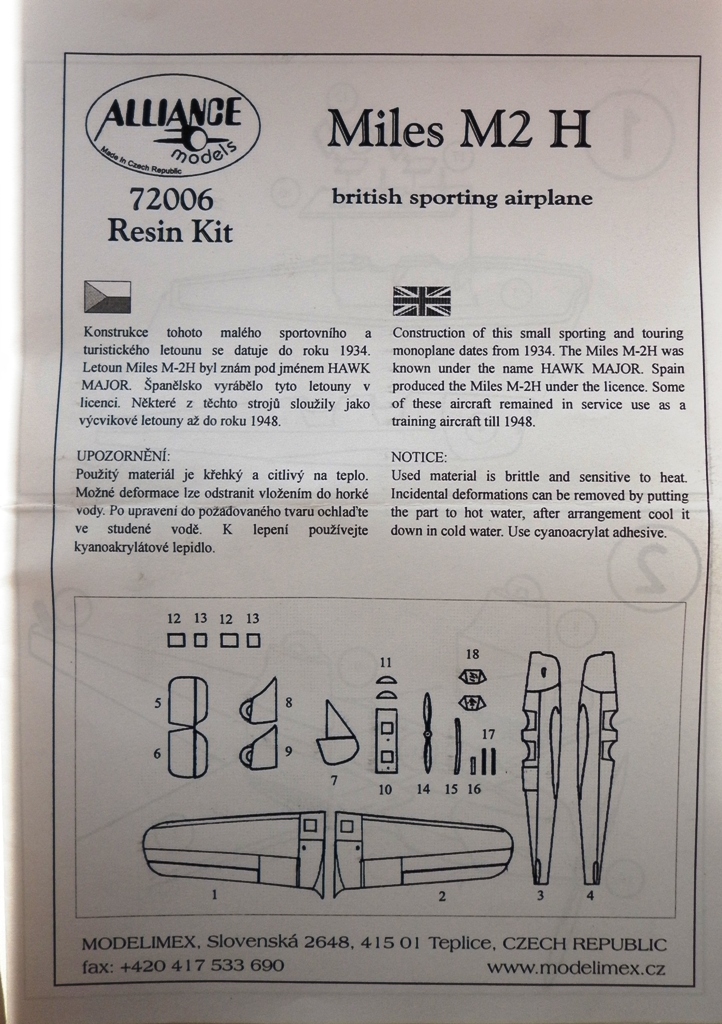 ALLIANCE
models
Made in Czech Republic
72006
Resin Kit
Miles M2 H
british sporting airplane
Konstrukce tohoto malého sportovního a
turistického letounu se datuje do roku 1934.
Letoun Miles M-2H byl znám pod jménem HAWK
MAJOR. Španělsko vyrábělo tyto letouny v
licenci. Některé z těchto strojů sloužily jako
výcvikové letouny až do roku 1948.
UPOZORNĚNÍ:
Použitý materiál je křehký a citlivý na teplo.
Možné deformace lze odstranit vložením do horké
vody. Po upravení do požaďovaného tvaru ochlaďte
ve studené vodě. K lepení používejte
kyanoakrylátové lepidlo.
Construction of this small sporting and touring
monoplane dates from 1934. The Miles M-2H was
known under the name HAWK MAJOR. Spain
produced the Miles M-2H under the licence. Some
of these aircraft remained in service use as a
training aircraft till 1948.
NOTICE:
Used material is brittle and sensitive to heat.
Incidental deformations can be removed by putting
the part to hot water, after arrangement cool it
down in cold water. Use cyanoacrylat adhesive.
12 13 12 13
5
6
8
9
7
11
10
14
18
15 16
17
1
2
3
4
MODELIMEX, Slovenská 2648, 415 01 Teplice, CZECH REPUBLIC
fax: +420 417 533 690
www.modelimex.cz
1
2